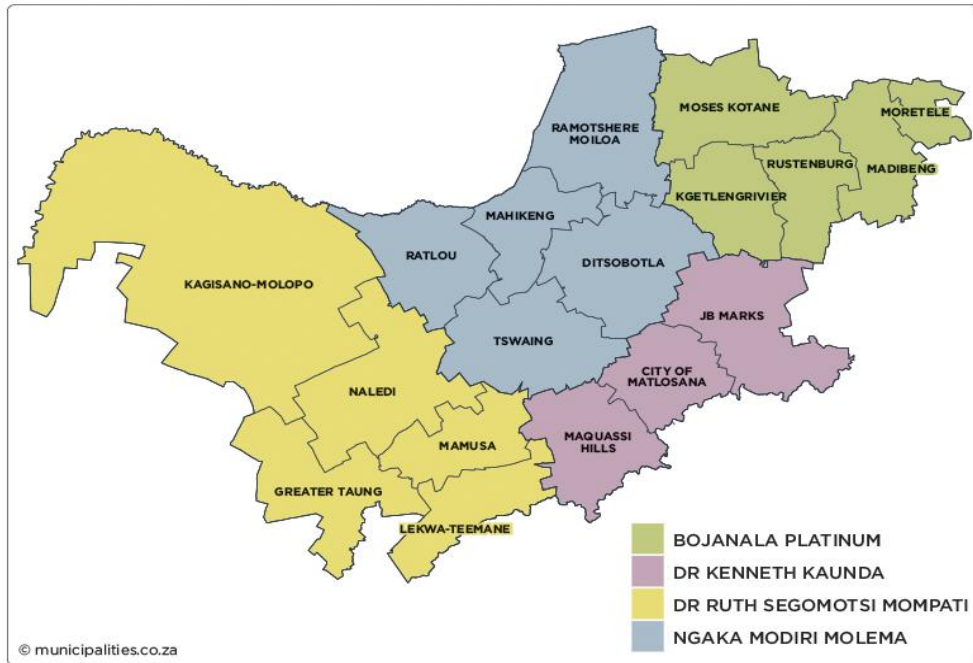 MOSES KOTANE
MORETELE
RAMOTSHERE
MOILOA
RUSTENBURG
MADIBENG
KGETLENGRIVIER
MAHIKENG
RATLOU
DITSOBOTLA
KAGISANO-MOLOPO
JB MARKS
TSWAING
CITY OF
MATLOSANA
NALEDI
MAQUASSI
HILLS
MAMUSA
GREATER TAUNG
LEKWA-TEEMANE
BOJANALA PLATINUM
DR KENNETH KAUNDA
DR RUTH SEGOMOTSI MOMPATI
NGAKA MODIRI MOLEMA
© municipalities.co.za